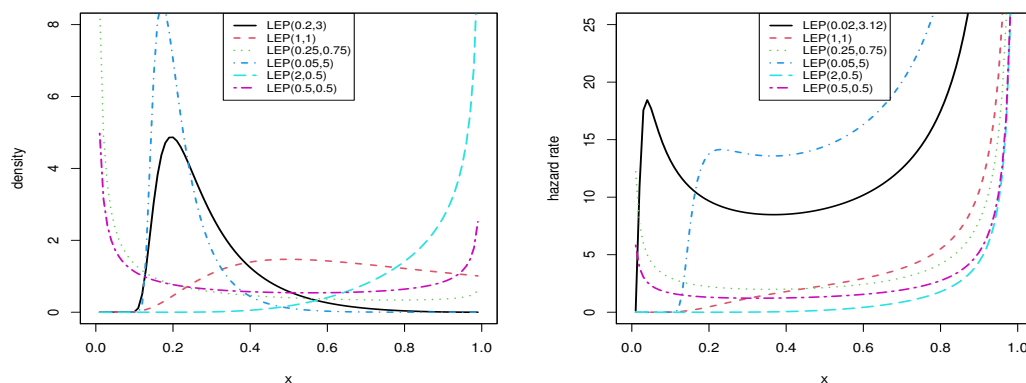 LEP(0.2,3)
LEP(1,1)
LEP(0.25,0.75)
LEP(0.05,5)
LEP(2,0.5)
LEP(0.5,0.5)
density
0
2
4
6
8
0.0
0.2
0.4
0.6
0.8
1.0
x
LEP(0.02,3.12)
LEP(1,1)
LEP(0.25,0.75)
LEP(0.05,5)
LEP(2,0.5)
LEP(0.5,0.5)
hazard rate
0
5
10
15
20
25
0.0
0.2
0.4
0.6
0.8
1.0
x